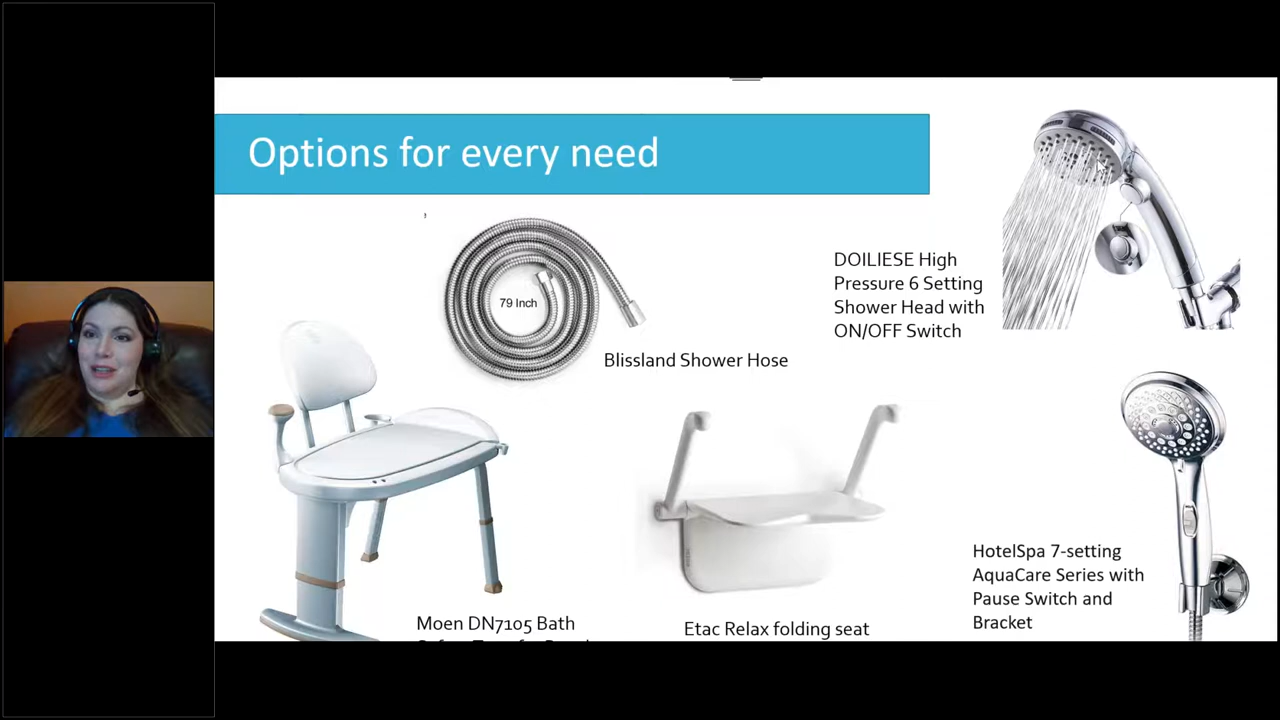 Options for every need
,
79 Inch
DOILIESE High
Pressure 6 Setting
Shower Head with
ON/OFF Switch
Blissland Shower Hose
HotelSpa 7-setting
AquaCare Series with
Pause Switch and
Bracket
Moen DN7105 Bath
Etac Relax folding seat